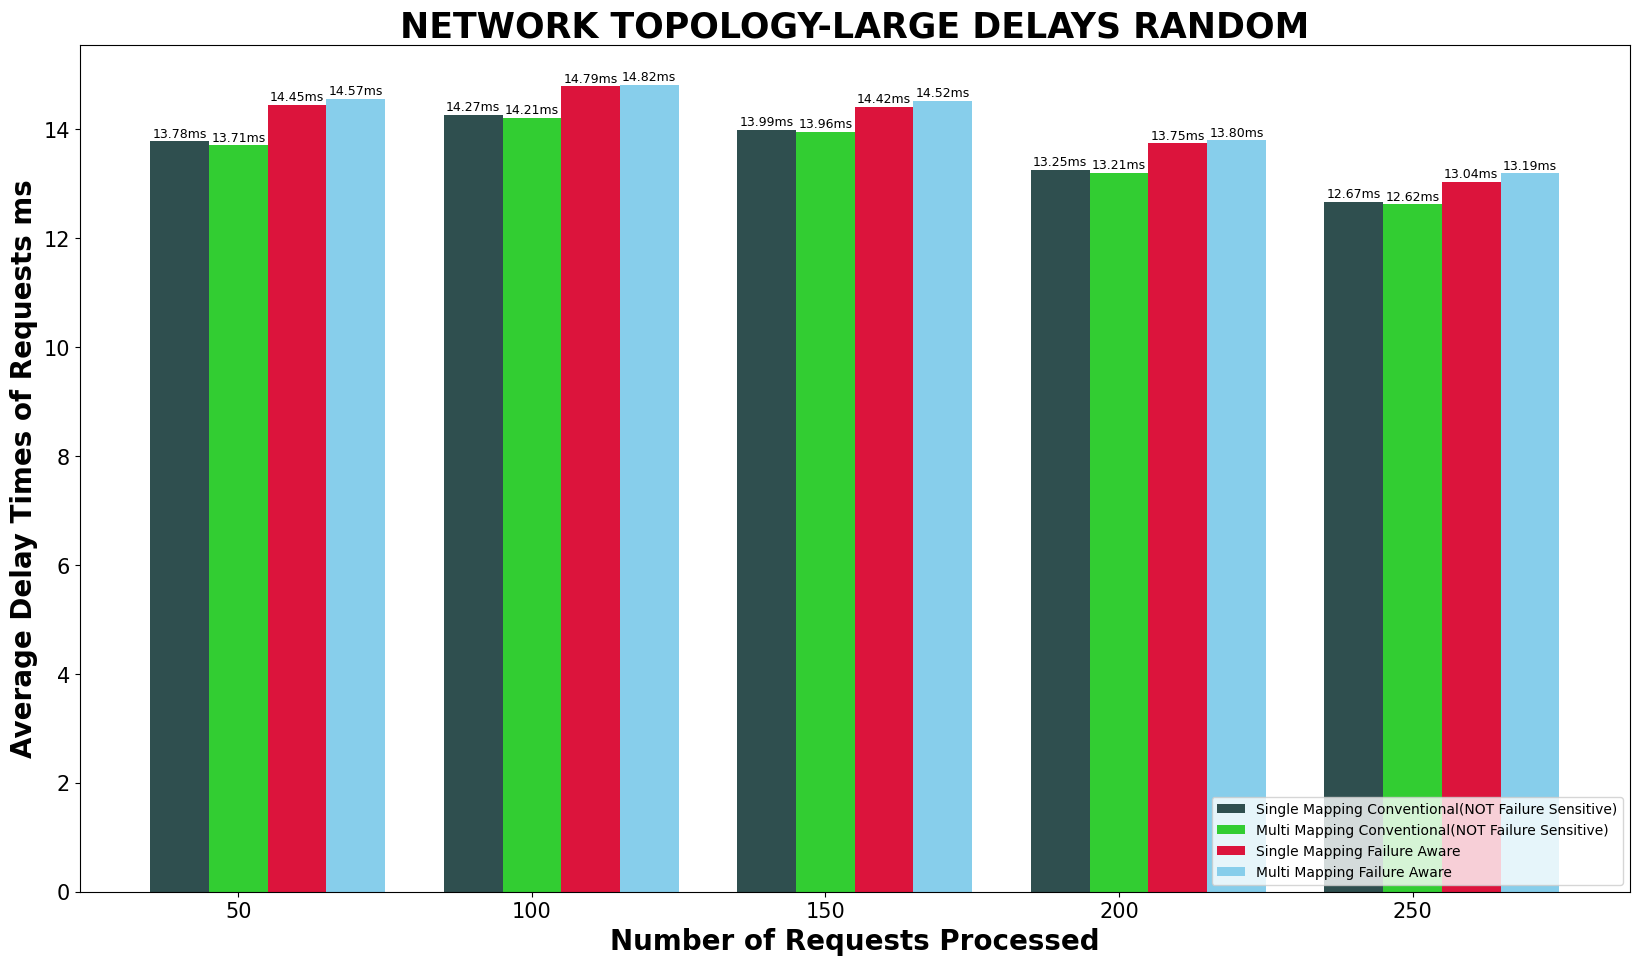 NETWORK TOPOLOGY-LARGE DELAYS RANDOM
Average Delay Times of Requests ms
14
12
10
8
6
4
2
0
13.78ms
13.71ms
14.45ms
14.57ms
14.27ms
14.21ms
14.79ms
14.82ms
13.99ms
13.96ms
14.42ms
14.52ms
13.25ms
13.21ms
13.75ms
13.80ms
12.67ms
12.62ms
13.04ms
13.19ms
Single Mapping Conventional(NOT Failure Sensitive)
Multi Mapping Conventional(NOT Failure Sensitive)
Single Mapping Failure Aware
Multi Mapping Failure Aware
50
100
150
200
250
Number of Requests Processed